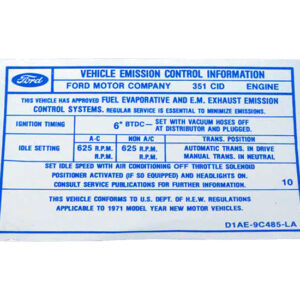 Ford
VEHICLE EMISSION CONTROL INFORMATION
FORD MOTOR COMPANY 351 CID ENGINE
THIS VEHICLE HAS APPROVED FUEL EVAPORATIVE AND E.M. EXHAUST EMISSION
CONTROL SYSTEMS. REGULAR SERVICE IS ESSENTIAL TO MINIMIZE EMISSIONS.
IGNITION TIMING 6° BTDC- SET WITH VACUUM HOSES OFF
AT DISTRIBUTOR AND PLUGGED.
A-C NON A/C TRANS. POSITION
IDLE SETTING 625 R.P.M. 625 R.P.M. AUTOMATIC TRANS. IN DRIVE
R.P.M. R.P.M. MANUAL TRANS. IN NEUTRAL
SET IDLE SPEED WITH AIR CONDITIONING OFF THROTTLE SOLENOID
POSITIONER ACTIVATED (IF SO EQUIPPED) AND HEADLIGHTS ON.
CONSULT SERVICE PUBLICATIONS FOR FURTHER INFORMATION. 10
THIS VEHICLE CONFORMS TO U.S. DEPT. OF H.E.W. REGULATIONS
APPLICABLE TO 1971 MODEL YEAR NEW MOTOR VEHICLES.
D1AE-9C485-LA